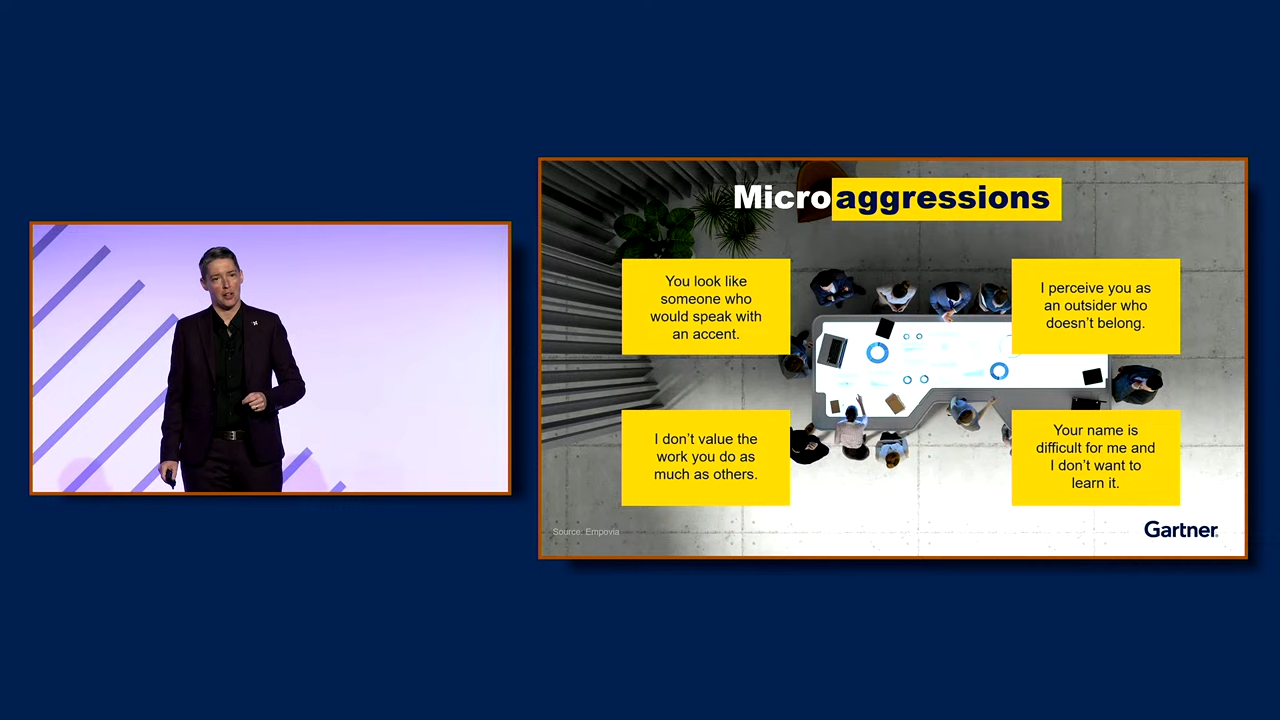 Microaggressions
You look like
someone who
would speak with
an accent.
I perceive you as
an outsider who
doesn't belong.
I don't value the
work you do as
much as others.
Your name is
difficult for me and
I don't want to
learn it.
Source: Empovia
Gartner